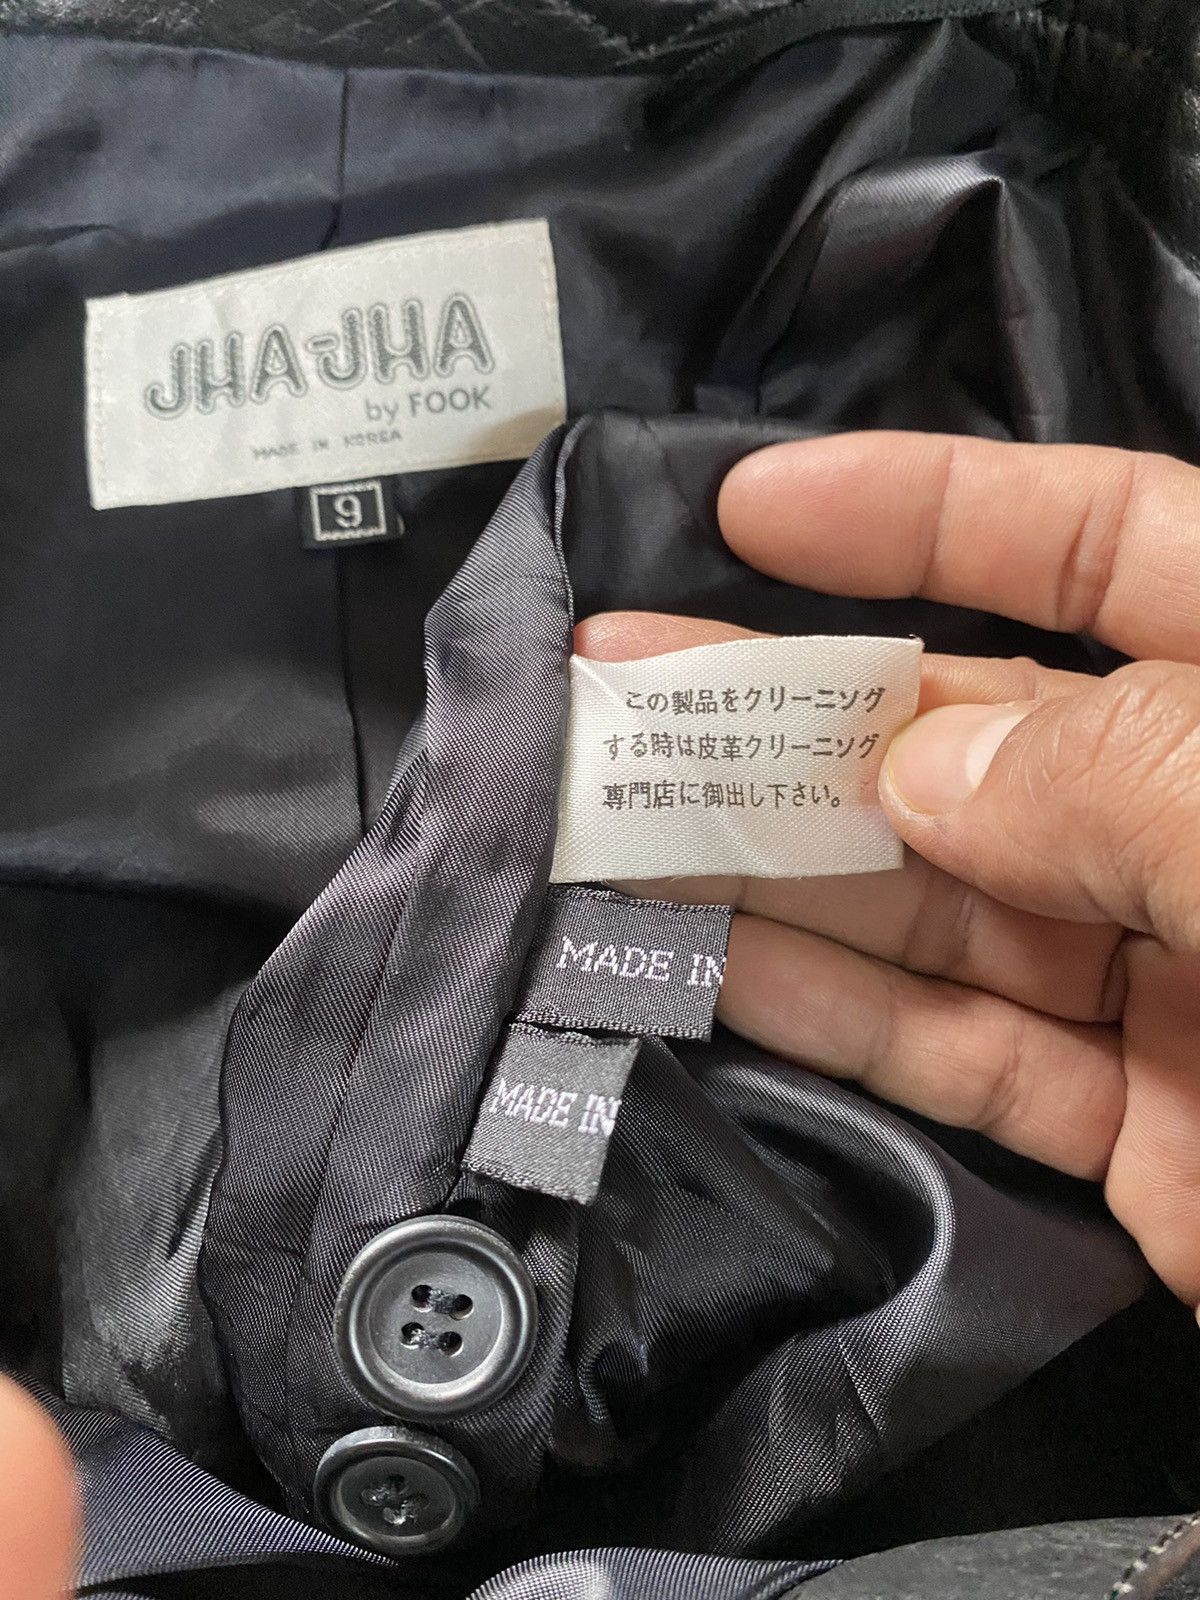 JHA-JHA
by FOOK
MADE IN KOREA
9
この製品をクリーニソグ
する時は皮革クリーニソグ
専門店に御出し下さい。
MADE IN
MADE IN